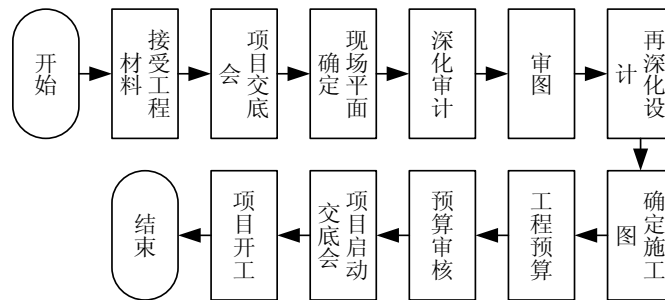 开始
接受工程
材料
项目交底
会
现场平面
确定
深化审计
审图
再深化设
计
确定施工
图
工程预算
预算审核
项目启动
交底会
项目开工
结束